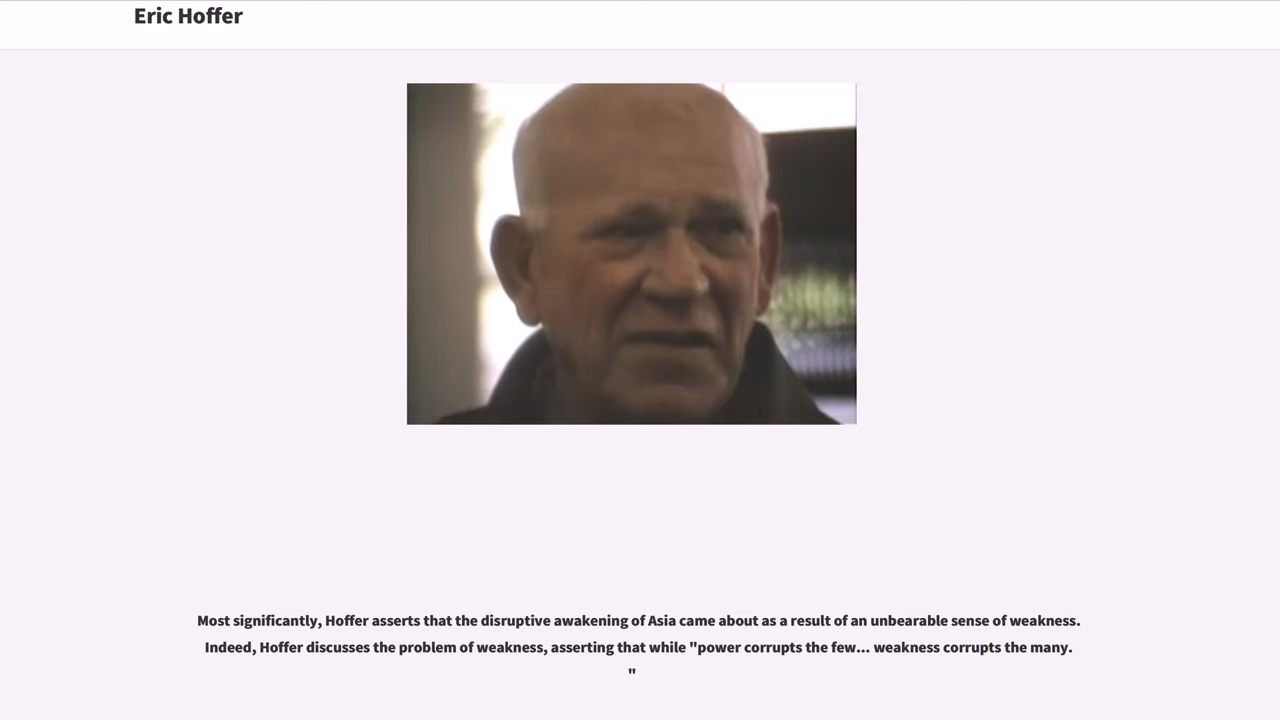 Eric Hoffer
Most significantly, Hoffer asserts that the disruptive awakening of Asia came about as a result of an unbearable sense of weakness.
Indeed, Hoffer discusses the problem of weakness, asserting that while "power corrupts the few... weakness corrupts the many.
"